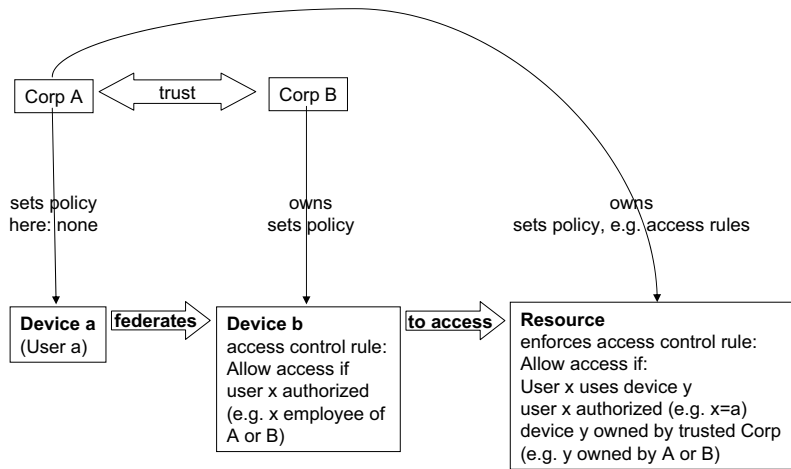 Corp A
trust
Corp B
sets policy
here: none
owns
sets policy
owns
sets policy, e.g. access rules
Device a
(User a)
federates
Device b
access control rule:
Allow access if
user x authorized
(e.g. x employee of
A or B)
to access
Resource
enforces access control rule:
Allow access if:
User x uses device y
user x authorized (e.g. x=a)
device y owned by trusted Corp
(e.g. y owned by A or B)